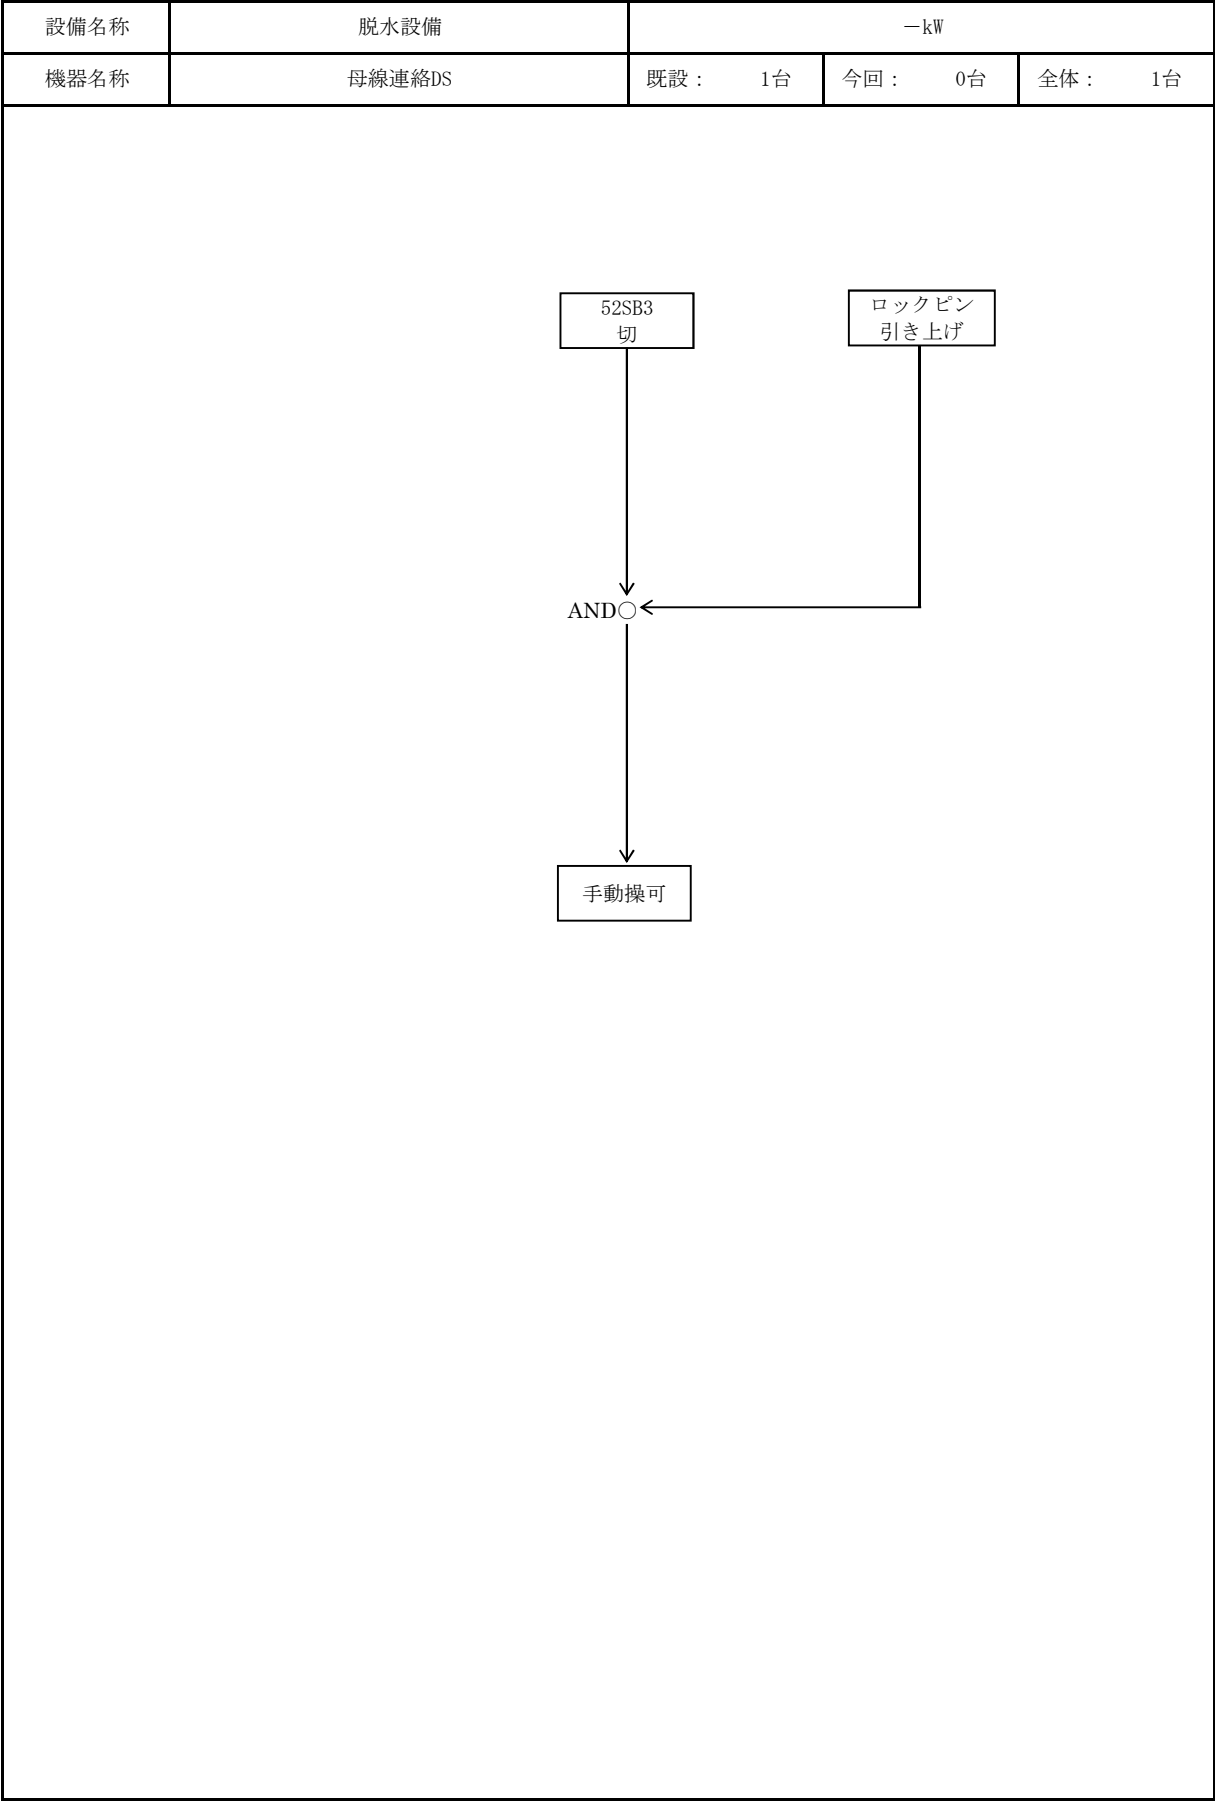 設備名称 脱水設備 －kW
機器名称 母線連絡DS 既設： 1台 今回： 0台 全体： 1台
52SB3
切
ロックピン
引き上げ
AND○
手動操可